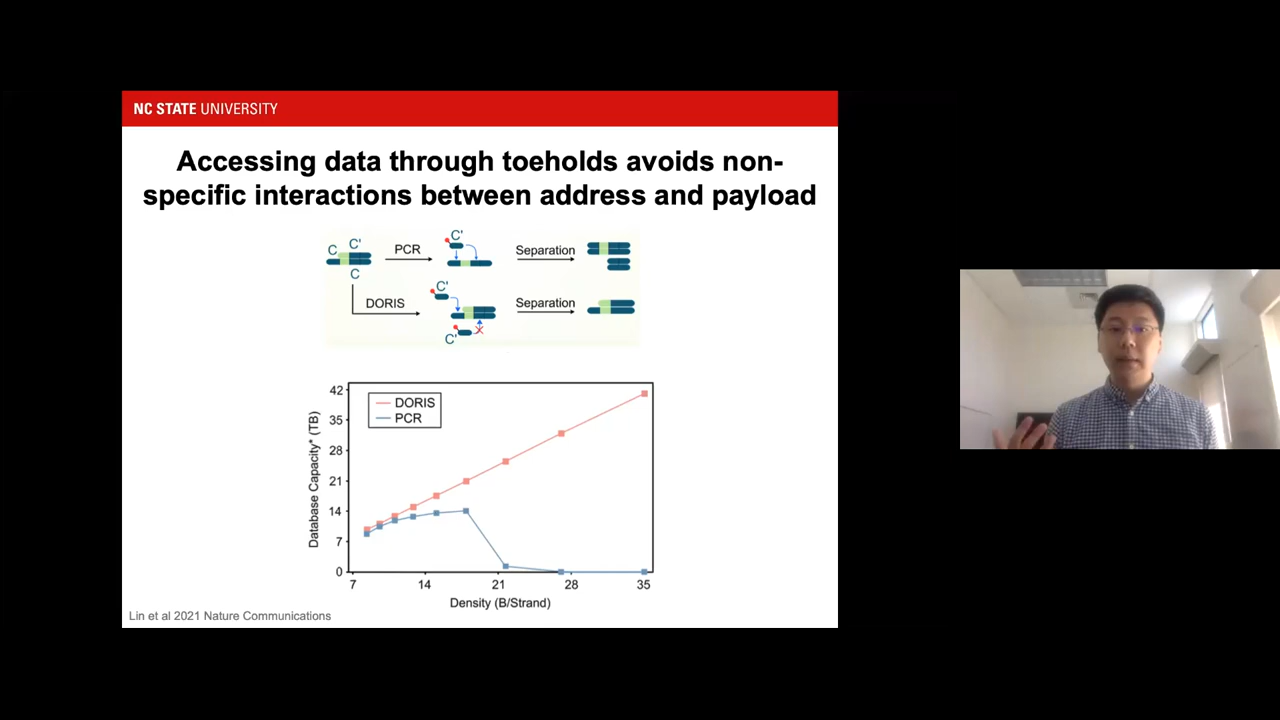 NC STATE UNIVERSITY
Accessing data through toeholds avoids non-
specific interactions between address and payload
C C' C PCR C' Separation
DORIS C' C' Separation
DORIS
PCR
Database Capacity* (TB)
42
35
28
21
14
7
0
7 14 21 28 35
Density (B/Strand)
Lin et al 2021 Nature Communications